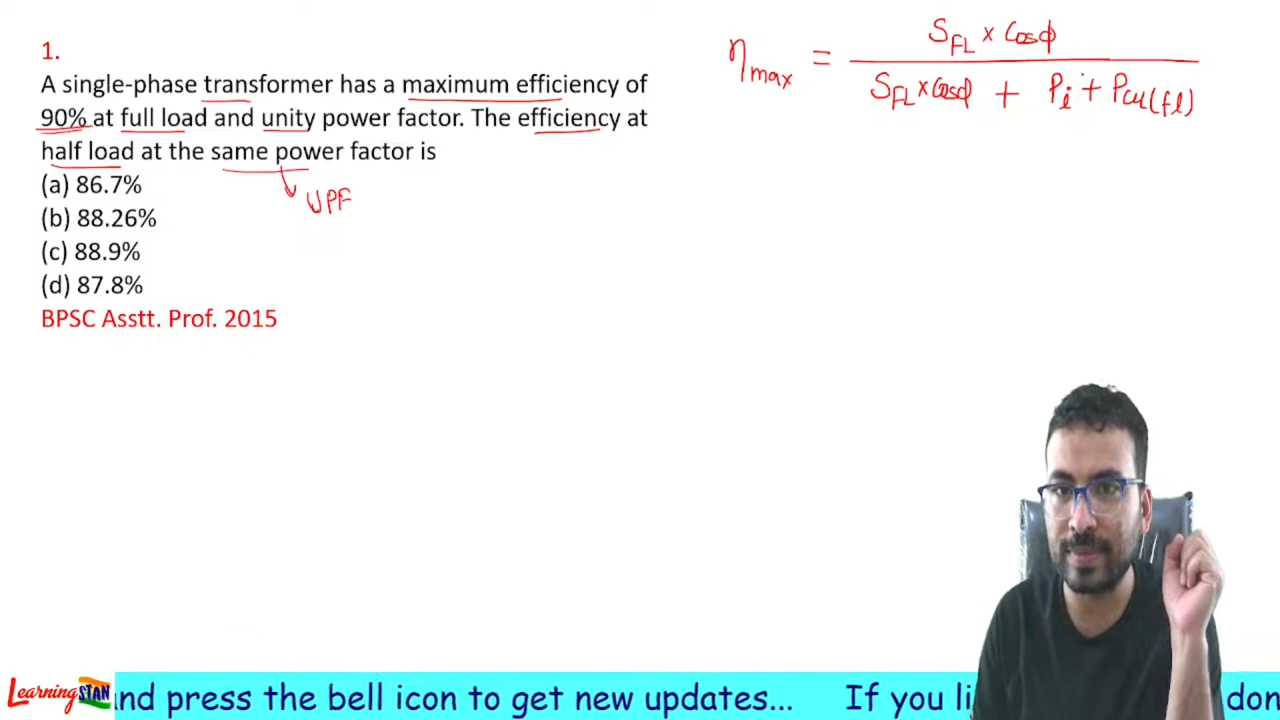 1.
A single-phase transformer has a maximum efficiency of
90% at full load and unity power factor. The efficiency at
half load at the same power factor is
UPF
(a) 86.7%
(b) 88.26%
(c) 88.9%
(d) 87.8%
BPSC Asstt. Prof. 2015
ηmax = SFL × Cosϕ
SFL × Cosϕ + Pi + Pcu(fl)
Learning STAN
nd press the bell icon to get new updates... If you li don